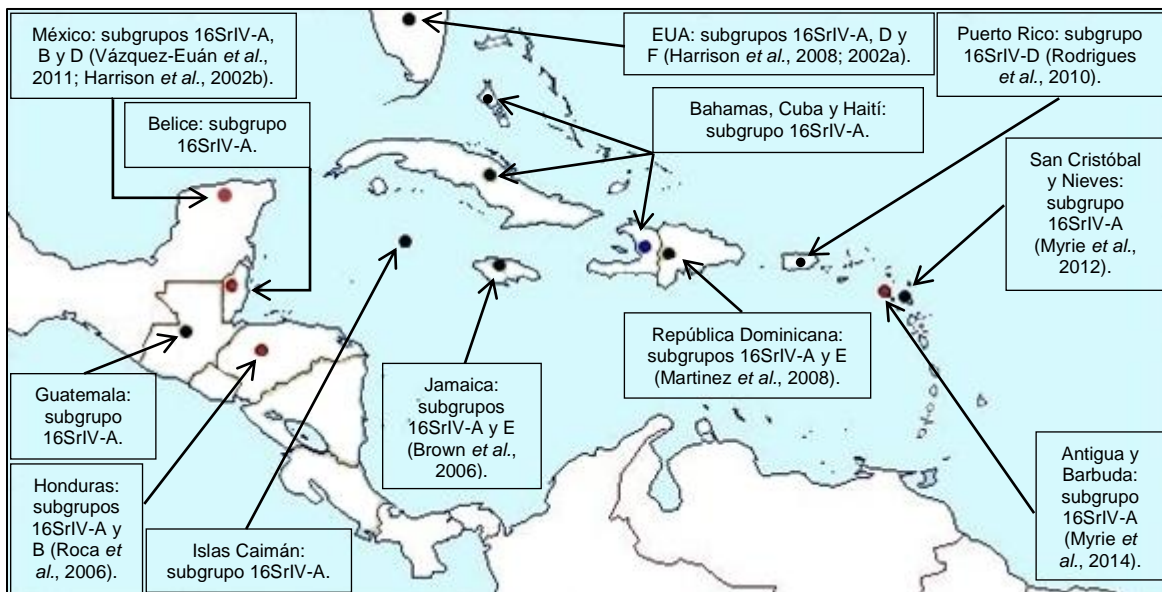 México: subgrupos 16SrIV-A,
B y D (Vázquez-Euán et al.,
2011; Harrison et al., 2002b).
EUA: subgrupos 16SrIV-A, D y
F (Harrison et al., 2008; 2002a).
Puerto Rico: subgrupo
16SrIV-D (Rodrigues
et al., 2010).
Belice: subgrupo
16SrIV-A.
Bahamas, Cuba y Haití:
subgrupo 16SrIV-A.
San Cristóbal
y Nieves:
subgrupo
16SrIV-A
(Myrie et al.,
2012).
República Dominicana:
subgrupos 16SrIV-A y E
(Martinez et al., 2008).
Guatemala:
subgrupo
16SrIV-A.
Jamaica:
subgrupos
16SrIV-A y E
(Brown et al.,
2006).
Antigua y
Barbuda:
subgrupo
16SrIV-A
(Myrie et
al., 2014).
Honduras:
subgrupos
16SrIV-A y
B (Roca et
al., 2006).
Islas Caimán:
subgrupo 16SrIV-A.